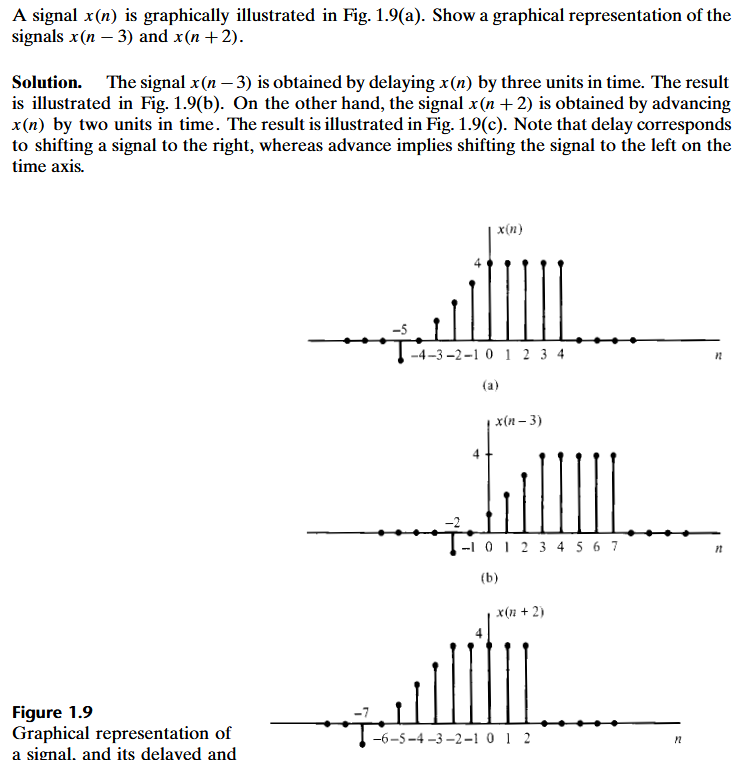 A signal x(n) is graphically illustrated in Fig. 1.9(a). Show a graphical representation of the
signals x(n − 3) and x(n + 2).
Solution. The signal x(n − 3) is obtained by delaying x(n) by three units in time. The result
is illustrated in Fig. 1.9(b). On the other hand, the signal x(n + 2) is obtained by advancing
x(n) by two units in time. The result is illustrated in Fig. 1.9(c). Note that delay corresponds
to shifting a signal to the right, whereas advance implies shifting the signal to the left on the
time axis.
x(n)
4
−5
−4 −3 −2 −1 0 1 2 3 4 n
(a)
x(n − 3)
4
−2
−1 0 1 2 3 4 5 6 7 n
(b)
x(n + 2)
4
−7
−6 −5 −4 −3 −2 −1 0 1 2 n
Figure 1.9
Graphical representation of
a signal, and its delayed and